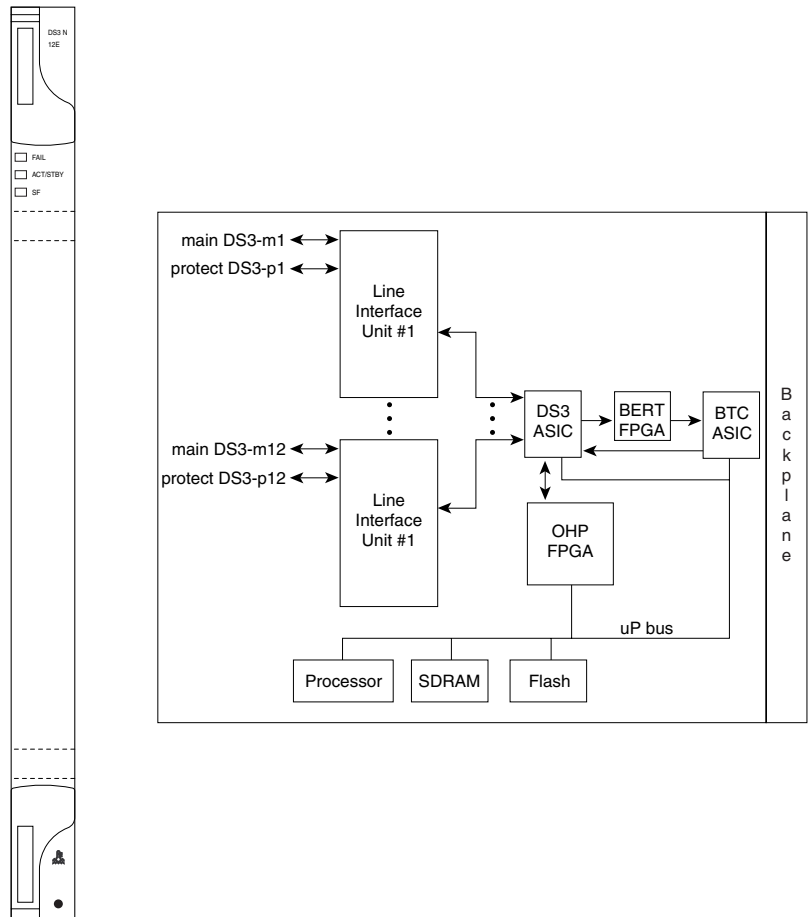 DS3 N
12E
FAIL
ACT/STBY
SF
main DS3-m1
protect DS3-p1
Line
Interface
Unit #1
main DS3-m12
protect DS3-p12
Line
Interface
Unit #1
DS3
ASIC
BERT
FPGA
BTC
ASIC
OHP
FPGA
uP bus
Processor
SDRAM
Flash
Backplane